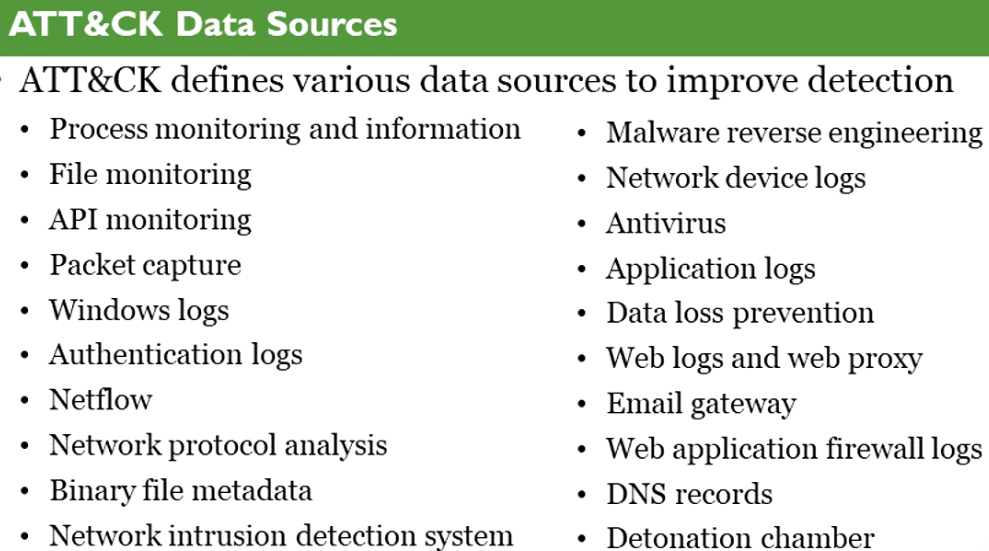 ATT&CK Data Sources
• ATT&CK defines various data sources to improve detection
• Process monitoring and information
• File monitoring
• API monitoring
• Packet capture
• Windows logs
• Authentication logs
• Netflow
• Network protocol analysis
• Binary file metadata
• Network intrusion detection system
• Malware reverse engineering
• Network device logs
• Antivirus
• Application logs
• Data loss prevention
• Web logs and web proxy
• Email gateway
• Web application firewall logs
• DNS records
• Detonation chamber